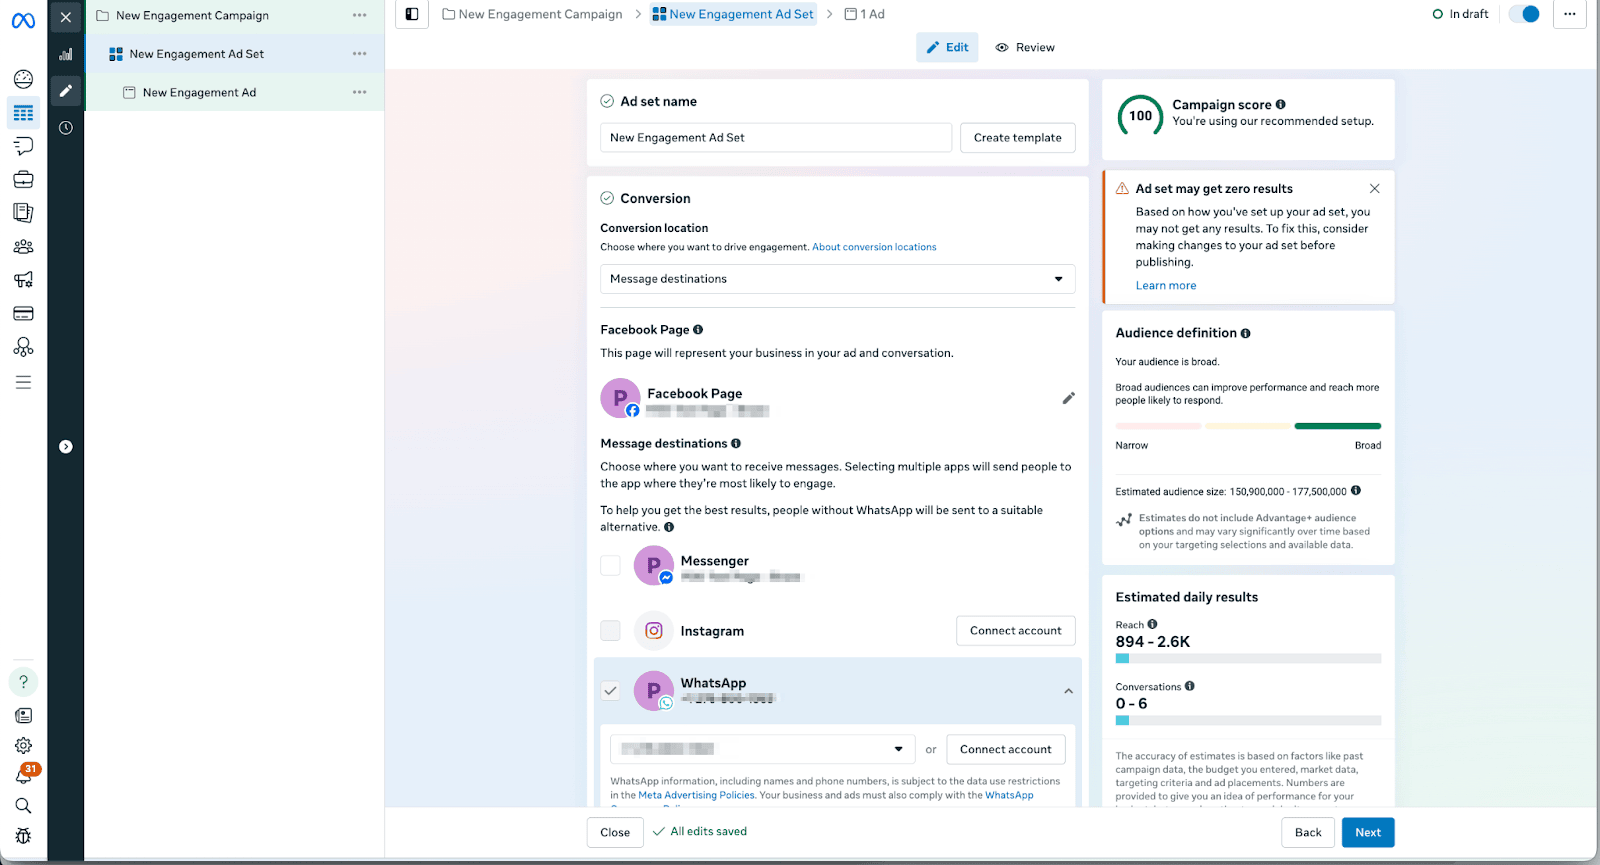 New Engagement Campaign
New Engagement Ad Set
New Engagement Ad
New Engagement Campaign > New Engagement Ad Set > 1 Ad
In draft
Edit
Review
Ad set name
New Engagement Ad Set
Create template
Conversion
Conversion location
Choose where you want to drive engagement. About conversion locations
Message destinations
Facebook Page
This page will represent your business in your ad and conversation.
P
Facebook Page
Message destinations
Choose where you want to receive messages. Selecting multiple apps will send people to
the app where they're most likely to engage.
To help you get the best results, people without WhatsApp will be sent to a suitable
alternative.
P
Messenger
Instagram
Connect account
P
WhatsApp
or
Connect account
WhatsApp information, including names and phone numbers, is subject to the data use restrictions
in the Meta Advertising Policies. Your business and ads must also comply with the WhatsApp
100
Campaign score
You're using our recommended setup.
Ad set may get zero results
Based on how you've set up your ad set, you
may not get any results. To fix this, consider
making changes to your ad set before
publishing.
Learn more
Audience definition
Your audience is broad.
Broad audiences can improve performance and reach more
people likely to respond.
Narrow
Broad
Estimated audience size: 150,900,000 - 177,500,000
Estimates do not include Advantage+ audience
options and may vary significantly over time based
on your targeting selections and available data.
Estimated daily results
Reach
894 - 2.6K
Conversations
0 - 6
The accuracy of estimates is based on factors like past
campaign data, the budget you entered, market data,
targeting criteria and ad placements. Numbers are
provided to give you an idea of performance for your
31
Close
All edits saved
Back
Next